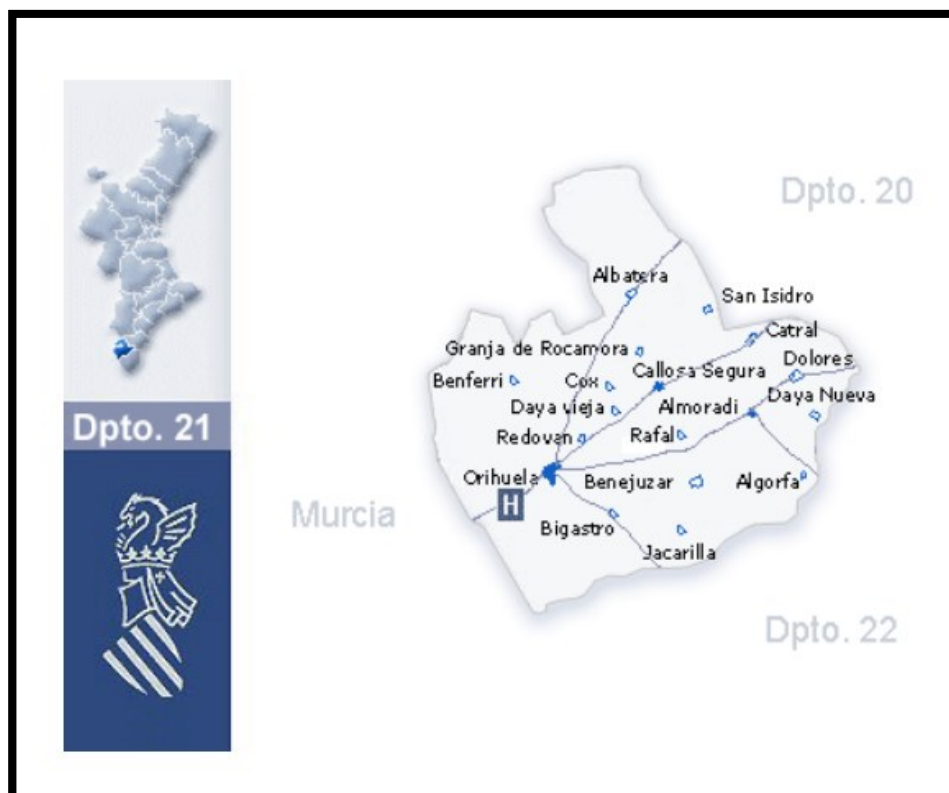 Dpto. 20
Albatera
San Isidro
Catral
Granja de Rocamora
Dolores
Callosa Segura
Benferri
Cox
Daya Nueva
Daya vieja
Almoradi
Dpto. 21
Redovan
Rafal
Orihuela
Benejuzar
Algorfa
H
Murcia
Bigastro
Jacarilla
Dpto. 22